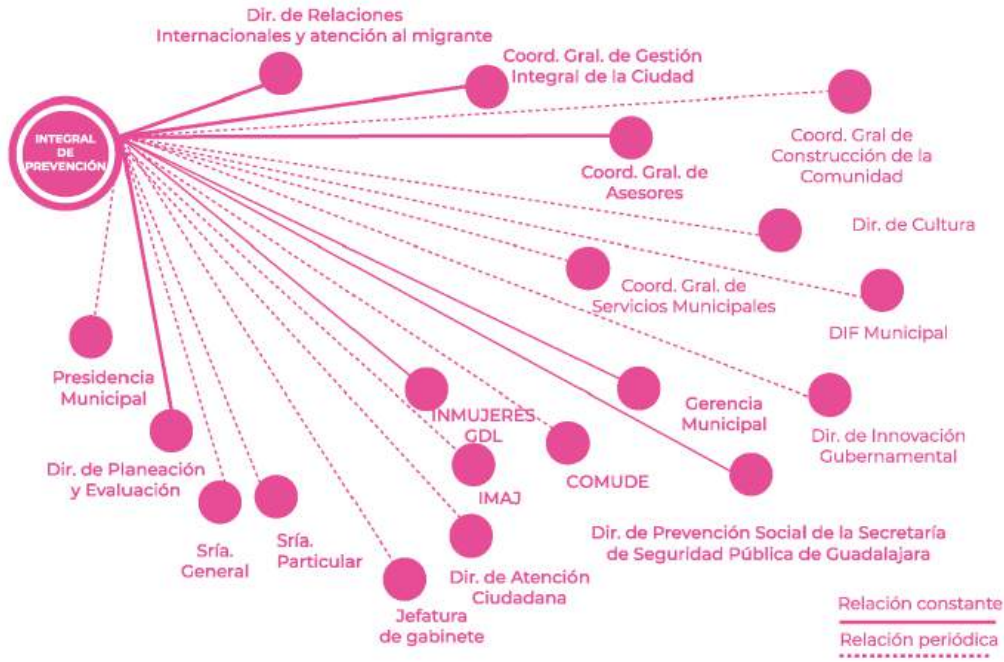 Dir. de Relaciones
Internacionales y atención al migrante
Coord. Gral. de Gestión
Integral de la Ciudad
INTEGRAL
DE
PREVENCIÓN
Coord. Gral de
Construcción de la
Comunidad
Coord. Gral. de
Asesores
Dir. de Cultura
Coord. Gral. de
Servicios Municipales
DIF Municipal
Presidencia
Municipal
INMUJERES
GDL
Gerencia
Municipal
Dir. de Innovación
Gubernamental
Dir. de Planeación
y Evaluación
IMAJ
COMUDE
Sría.
General
Sría.
Particular
Dir. de Atención
Ciudadana
Dir. de Prevención Social de la Secretaría
de Seguridad Pública de Guadalajara
Jefatura
de gabinete
Relación constante
Relación periódica